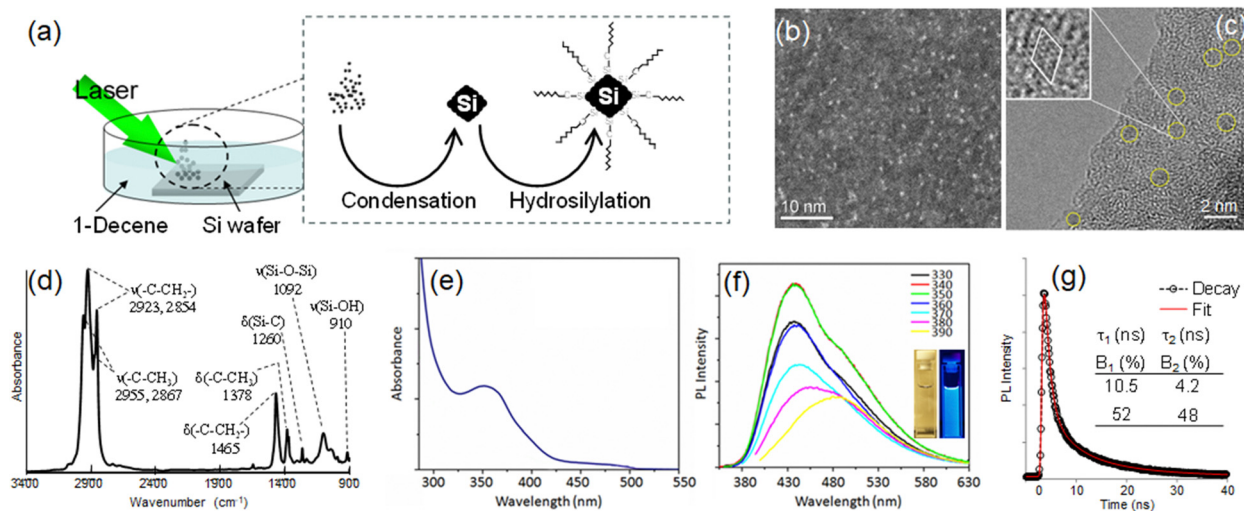 (a)
Laser
1-Decene
Si wafer
Si
Condensation
Si
Hydrosilylation
(b)
10 nm
(c)
2 nm
(d)
Absorbance
ν(-C-CH2-)
2923, 2854
ν(-C-CH3)
2955, 2867
δ(-C-CH3)
1378
δ(-C-CH2-)
1465
δ(Si-C)
1260
ν(Si-O-Si)
1092
ν(Si-OH)
910
3400 2900 2400 1900 1400 900
Wavenumber (cm-1)
(e)
Absorbance
300 350 400 450 500 550
Wavelength (nm)
(f)
PL Intensity
330
340
350
360
370
380
390
380 430 480 530 580 630
Wavelength (nm)
(g)
PL Intensity
Decay
Fit
τ1 (ns) τ2 (ns)
B1 (%) B2 (%)
10.5 4.2
52 48
0 10 20 30 40
Time (ns)